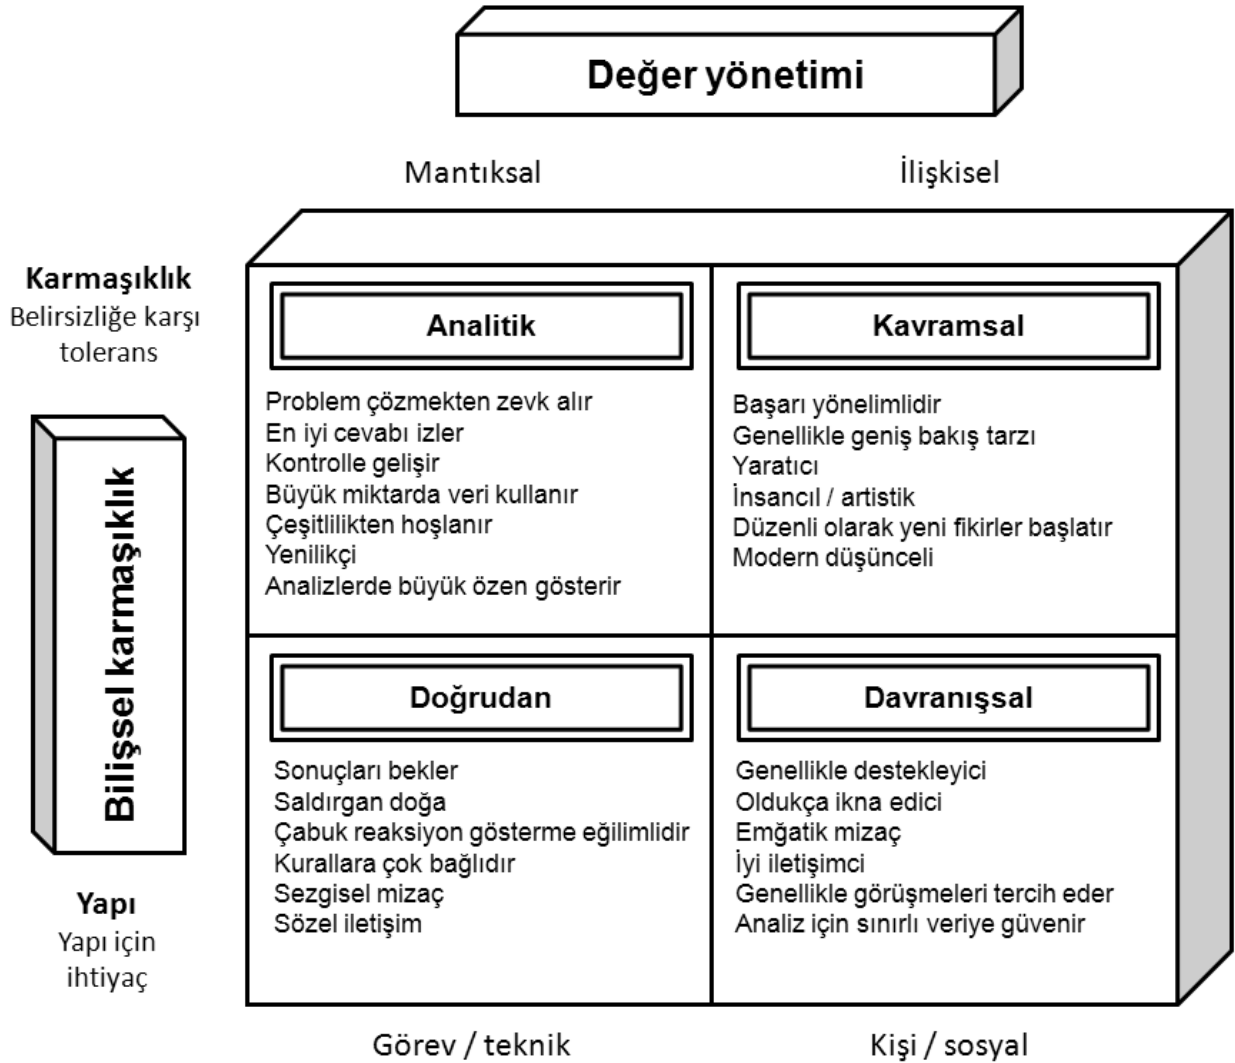 Değer yönetimi
Mantıksal
İlişkisel
Karmaşıklık
Belirsizliğe karşı
tolerans
Bilişsel karmaşıklık
Yapı
Yapı için
ihtiyaç
Analitik
Problem çözmekten zevk alır
En iyi cevabı izler
Kontrolle gelişir
Büyük miktarda veri kullanır
Çeşitlilikten hoşlanır
Yenilikçi
Analizlerde büyük özen gösterir
Kavramsal
Başarı yönelimlidir
Genellikle geniş bakış tarzı
Yaratıcı
İnsancıl / artistik
Düzenli olarak yeni fikirler başlatır
Modern düşünceli
Doğrudan
Sonuçları bekler
Saldırgan doğa
Çabuk reaksiyon gösterme eğilimlidir
Kurallara çok bağlıdır
Sezgisel mizaç
Sözel iletişim
Davranışsal
Genellikle destekleyici
Oldukça ikna edici
Emğatik mizaç
İyi iletişimci
Genellikle görüşmeleri tercih eder
Analiz için sınırlı veriye güvenir
Görev / teknik
Kişi / sosyal